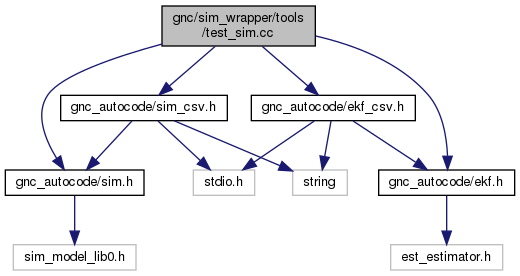 gnc/sim_wrapper/tools
/test_sim.cc
gnc_autocode/sim_csv.h
gnc_autocode/ekf_csv.h
gnc_autocode/sim.h
stdio.h
string
gnc_autocode/ekf.h
sim_model_lib0.h
est_estimator.h